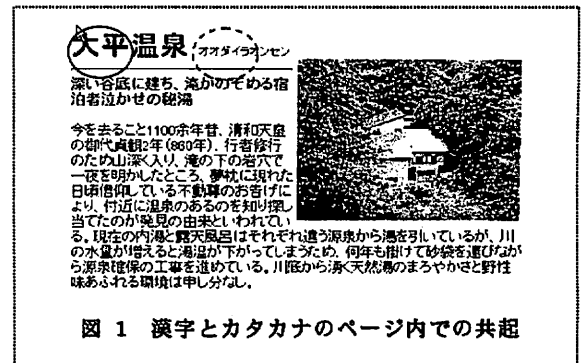 大平温泉 オオダイラオンセン
深い谷底に建ち、滝がのぞめる宿
泊者泣かせの秘湯
今を去ること1100余年昔、清和天皇
の御代貞観2年(860年)、行者修行
のため山深く入り、滝の下の岩穴で
一夜を明かしたところ、夢枕に現れた
日頃信仰している不動尊のお告げに
より、付近に温泉のあるのを知り探し
当てたのが発見の由来といわれてい
る。現在の内湯と露天風呂はそれぞれ違う源泉から湯を引いているが、川
の水量が増えると湯温が下がってしまうため、何年も掛けて砂袋を運びなが
ら源泉確保の工事を進めている。川底から湧く天然湯のまろやかさと野性
味あふれる環境は申し分なし。
図 1 漢字とカタカナのページ内での共起